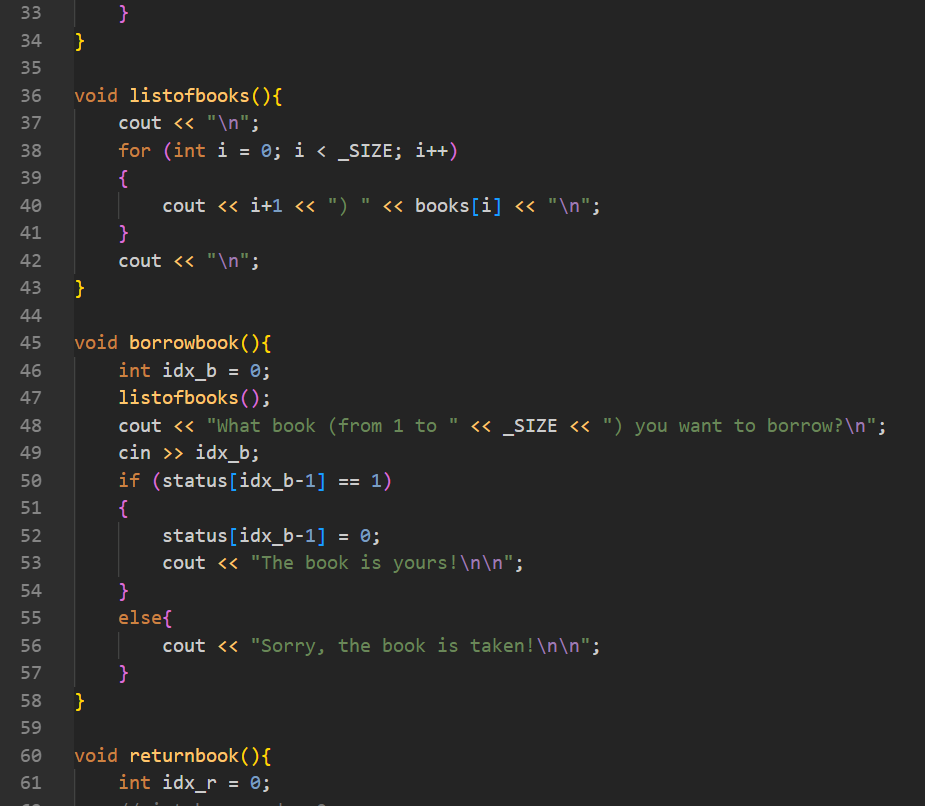 33 }
34 }
35
36 void listofbooks(){
37 cout << "\n";
38 for (int i = 0; i < _SIZE; i++)
39 {
40 cout << i+1 << ") " << books[i] << "\n";
41 }
42 cout << "\n";
43 }
44
45 void borrowbook(){
46 int idx_b = 0;
47 listofbooks();
48 cout << "What book (from 1 to " << _SIZE << ") you want to borrow?\n";
49 cin >> idx_b;
50 if (status[idx_b-1] == 1)
51 {
52 status[idx_b-1] = 0;
53 cout << "The book is yours!\n\n";
54 }
55 else{
56 cout << "Sorry, the book is taken!\n\n";
57 }
58 }
59
60 void returnbook(){
61 int idx_r = 0;